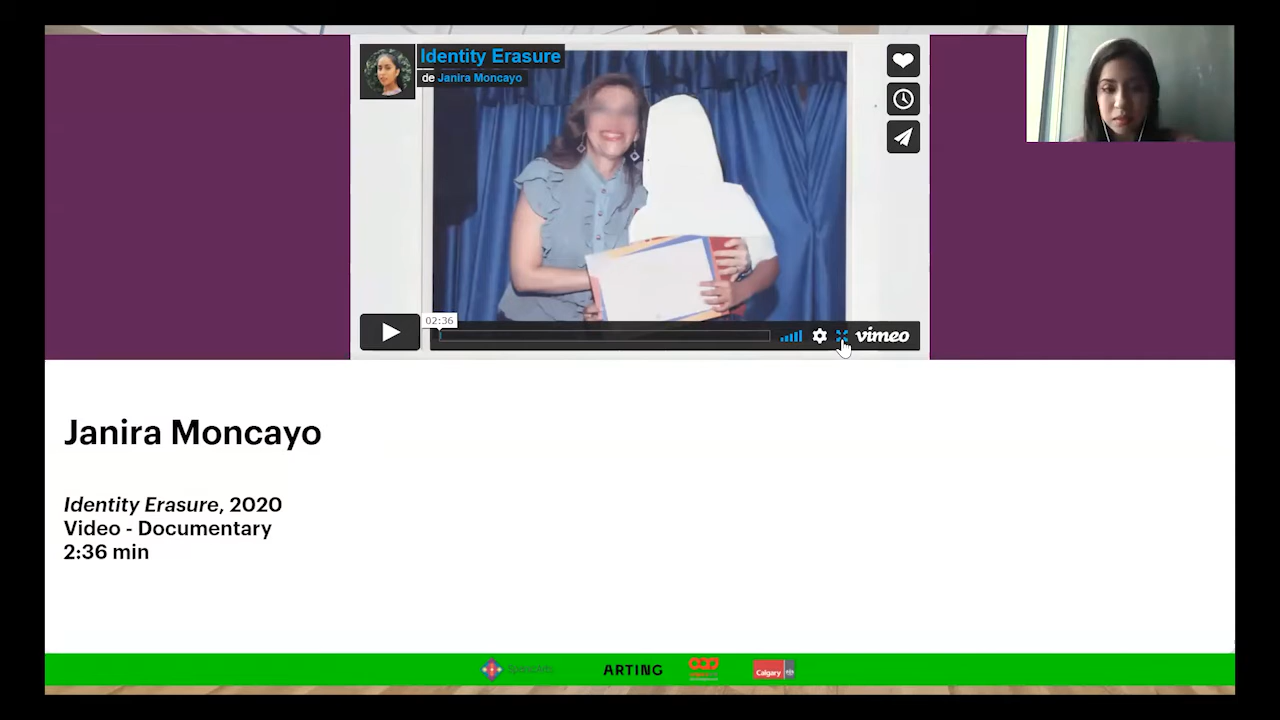 Identity Erasure
de Janira Moncayo
02:36
vimeo
Janira Moncayo
Identity Erasure, 2020
Video - Documentary
2:36 min
ARTING
Calgary